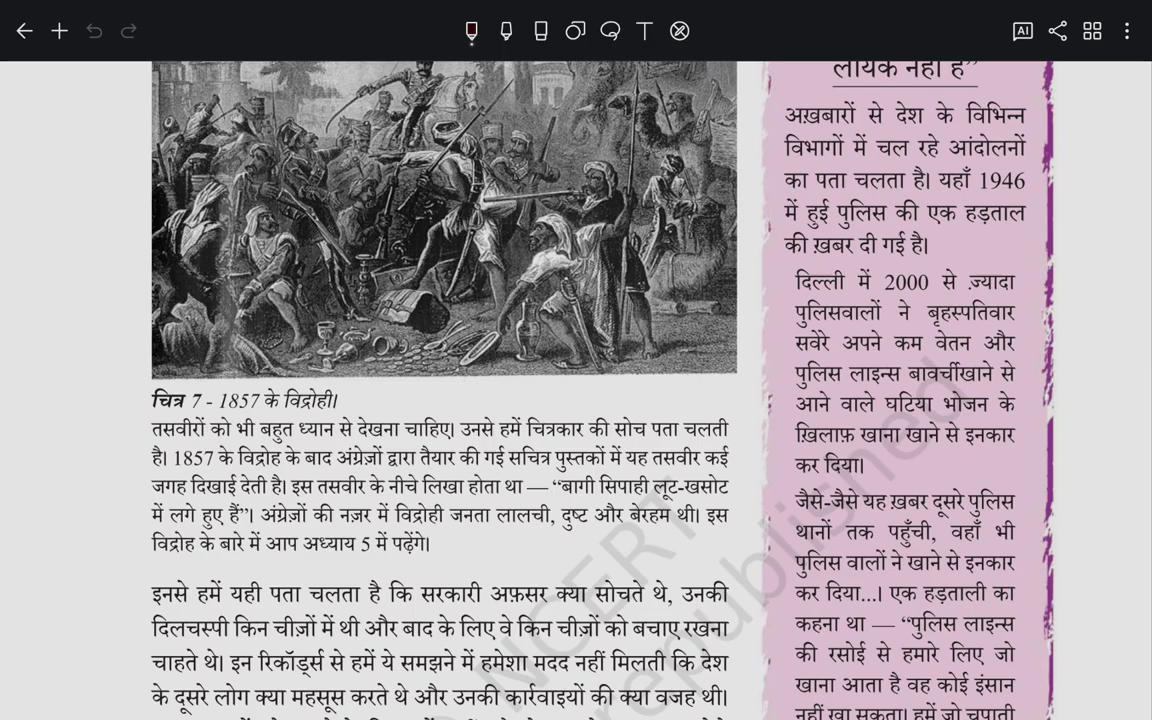 AI
T
चित्र 7 - 1857 के विद्रोही।
तसवीरों को भी बहुत ध्यान से देखना चाहिए। उनसे हमें चित्रकार की सोच पता चलती
है। 1857 के विद्रोह के बाद अंग्रेज़ों द्वारा तैयार की गई सचित्र पुस्तकों में यह तसवीर कई
जगह दिखाई देती है। इस तसवीर के नीचे लिखा होता था — “बागी सिपाही लूट-खसोट
में लगे हुए हैं”। अंग्रेज़ों की नज़र में विद्रोही जनता लालची, दुष्ट और बेरहम थी। इस
विद्रोह के बारे में आप अध्याय 5 में पढ़ेंगे।
इनसे हमें यही पता चलता है कि सरकारी अफ़सर क्या सोचते थे, उनकी
दिलचस्पी किन चीज़ों में थी और बाद के लिए वे किन चीज़ों को बचाए रखना
चाहते थे। इन रिकॉर्ड्स से हमें ये समझने में हमेशा मदद नहीं मिलती कि देश
के दूसरे लोग क्या महसूस करते थे और उनकी कार्रवाइयों की क्या वजह थी।
लायक नहीं है”
अख़बारों से देश के विभिन्न
विभागों में चल रहे आंदोलनों
का पता चलता है। यहाँ 1946
में हुई पुलिस की एक हड़ताल
की ख़बर दी गई है।
दिल्ली में 2000 से ज़्यादा
पुलिसवालों ने बृहस्पतिवार
सवेरे अपने कम वेतन और
पुलिस लाइन्स बावर्चीखाने से
आने वाले घटिया भोजन के
ख़िलाफ़ खाना खाने से इनकार
कर दिया।
जैसे-जैसे यह ख़बर दूसरे पुलिस
थानों तक पहुँची, वहाँ भी
पुलिस वालों ने खाने से इनकार
कर दिया...। एक हड़ताली का
कहना था — “पुलिस लाइन्स
की रसोई से हमारे लिए जो
खाना आता है वह कोई इंसान
नहीं खा सकता। हमें जो चपाती
NCERT
republished